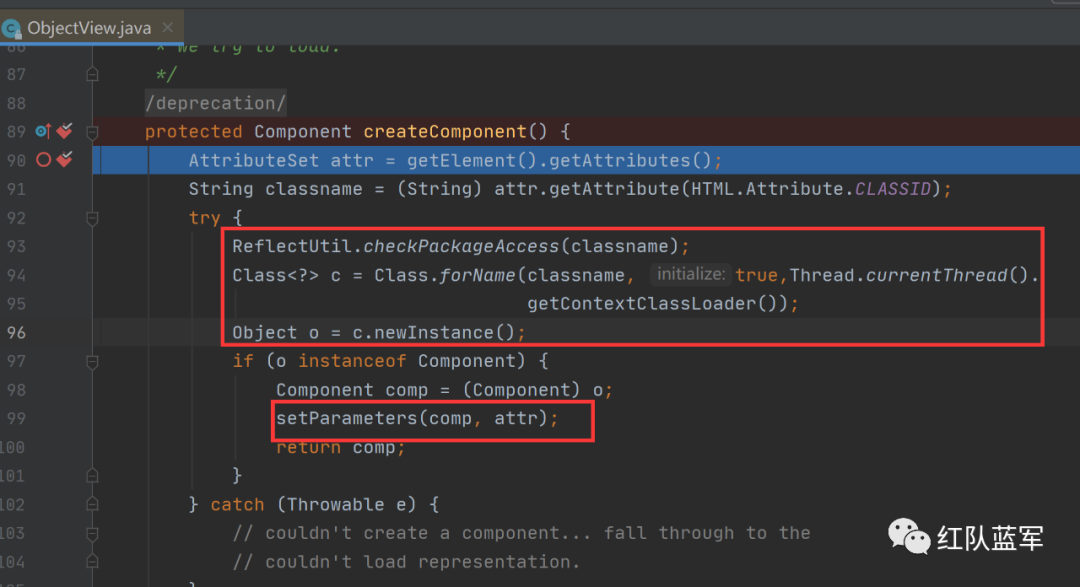 ObjectView.java
86 * we try to load.
87 */
88 /deprecation/
89 protected Component createComponent() {
90 AttributeSet attr = getElement().getAttributes();
91 String classname = (String) attr.getAttribute(HTML.Attribute.CLASSID);
92 try {
93 ReflectUtil.checkPackageAccess(classname);
94 Class<?> c = Class.forName(classname, initialize: true,Thread.currentThread().
95 getContextClassLoader());
96 Object o = c.newInstance();
97 if (o instanceof Component) {
98 Component comp = (Component) o;
99 setParameters(comp, attr);
100 return comp;
101 }
102 } catch (Throwable e) {
103 // couldn't create a component... fall through to the
104 // couldn't load representation.
红队蓝军